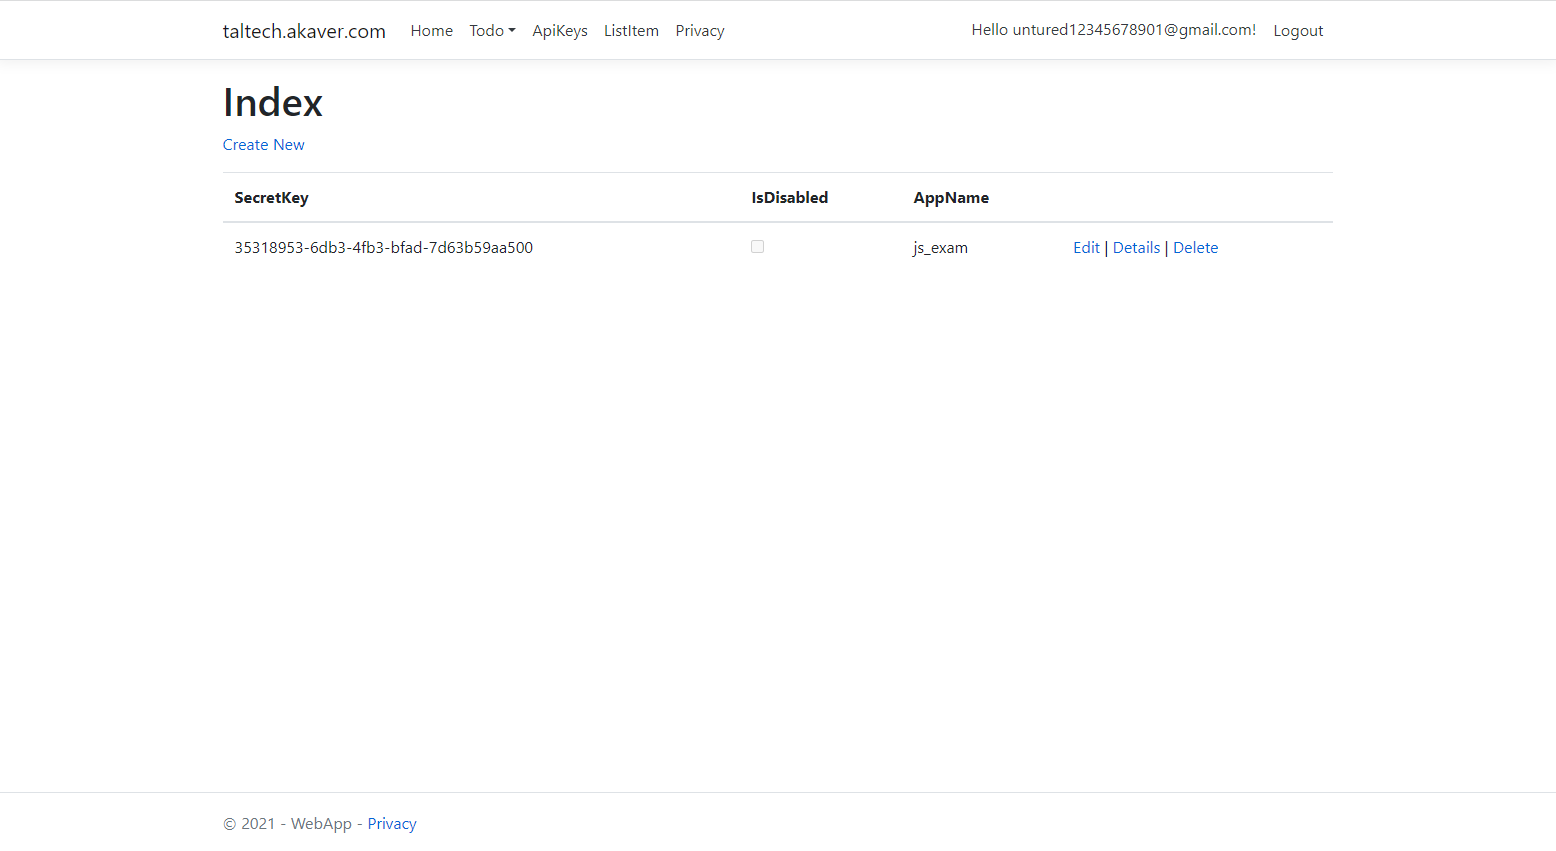 taltech.akaver.com Home Todo ApiKeys ListItem Privacy Hello untured12345678901@gmail.com! Logout
Index
Create New
SecretKey IsDisabled AppName
35318953-6db3-4fb3-bfad-7d63b59aa500 js_exam Edit | Details | Delete
© 2021 - WebApp - Privacy